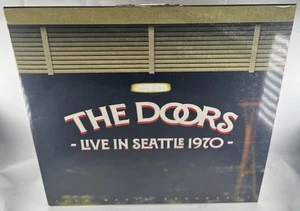 THE DOORS
- LIVE IN SEATTLE 1970 -